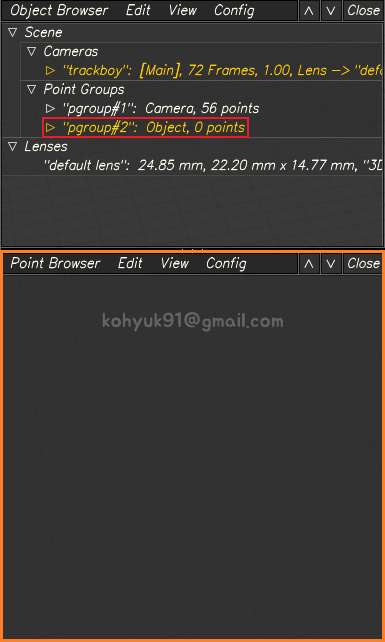 Object Browser Edit View Config ∧ ∨ Close
▽ Scene
▽ Cameras
▷ "trackboy": [Main], 72 Frames, 1.00, Lens –> "defa
▽ Point Groups
▷ "pgroup#1": Camera, 56 points
▷ "pgroup#2": Object, 0 points
▽ Lenses
"default lens": 24.85 mm, 22.20 mm x 14.77 mm, "3D
Point Browser Edit View Config ∧ ∨ Close
kohyuk91@gmail.com